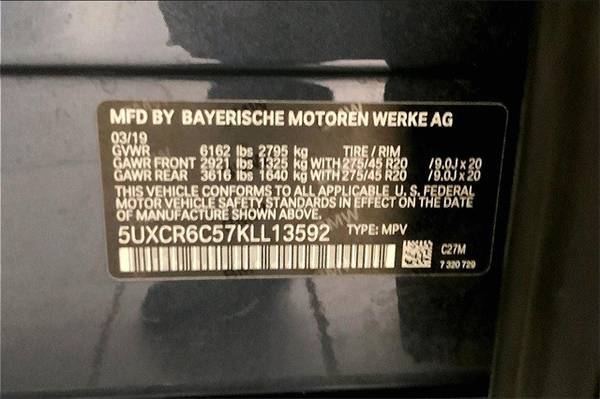 MFD BY BAYERISCHE MOTOREN WERKE AG
03/19
GVWR 6162 lbs 2795 kg TIRE / RIM
GAWR FRONT 2921 lbs 1325 kg WITH 275/45 R20 /9.0J x 20
GAWR REAR 3616 lbs 1640 kg WITH 275/45 R20 /9.0J x 20
THIS VEHICLE CONFORMS TO ALL APPLICABLE U.S. FEDERAL
MOTOR VEHICLE SAFETY STANDARDS IN EFFECT ON THE DATE
OF MANUFACTURE SHOWN ABOVE.
5UXCR6C57KLL13592 TYPE: MPV
C27M
7 320 729